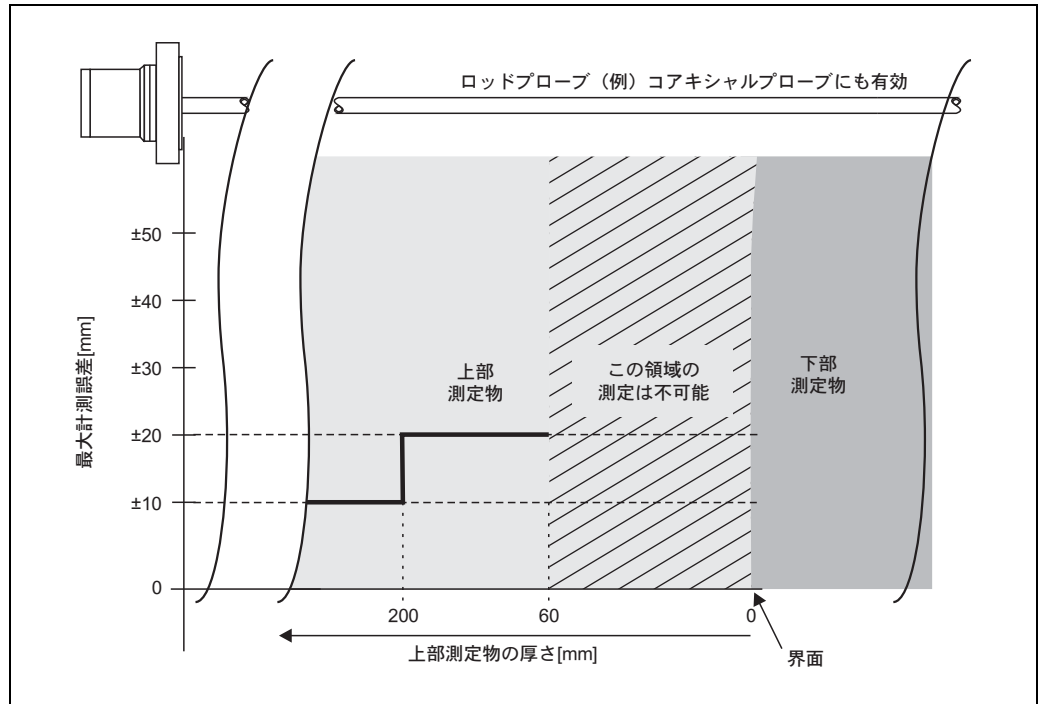 ロッドプローブ（例）コアキシャルプローブにも有効
最大計測誤差[mm]
±50
±40
±30
±20
±10
0
上部
測定物
この領域の
測定は不可能
下部
測定物
200
60
0
上部測定物の厚さ[mm]
界面